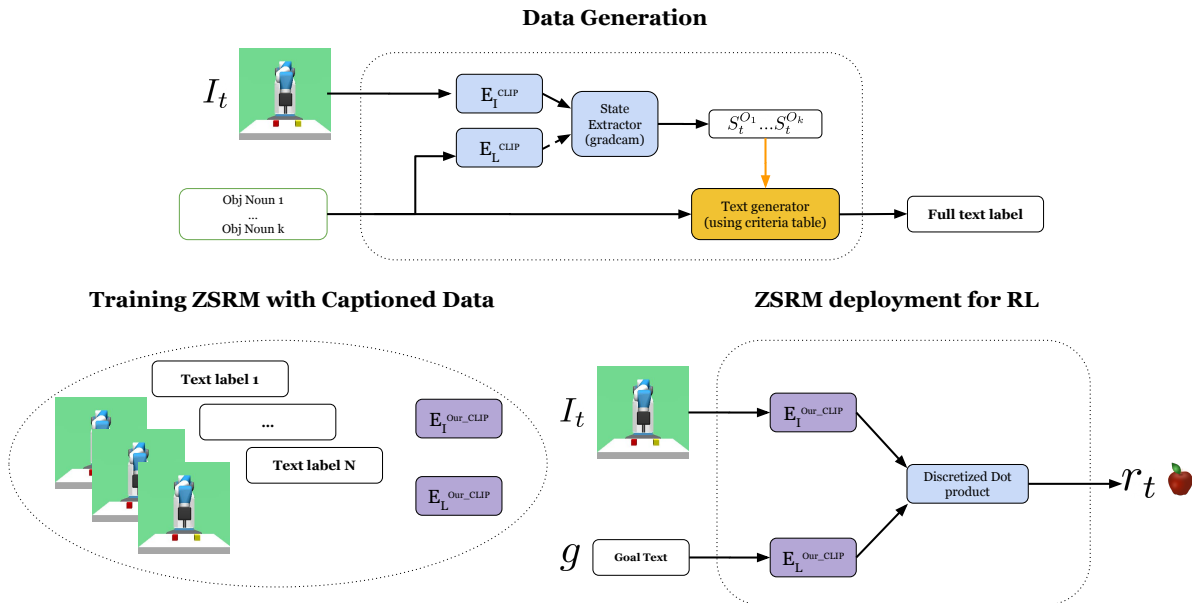 Data Generation
I_t
E_I^CLIP
E_L^CLIP
State
Extractor
(gradcam)
S_t^{O_1}...S_t^{O_k}
Obj Noun 1
...
Obj Noun k
Text generator
(using criteria table)
Full text label
Training ZSRM with Captioned Data
Text label 1
...
Text label N
E_I^Our_CLIP
E_L^Our_CLIP
ZSRM deployment for RL
I_t
E_I^Our_CLIP
Discretized Dot
product
r_t
g
Goal Text
E_L^Our_CLIP